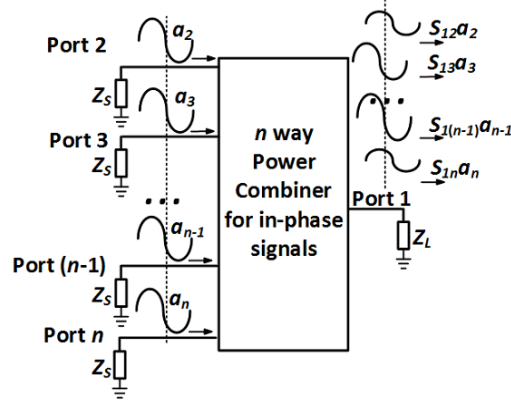 Port 2
a2
ZS
Port 3
a3
ZS
...
an-1
Port (n-1)
ZS
an
Port n
ZS
n way
Power
Combiner
for in-phase
signals
S12a2
S13a3
...
S1(n-1)an-1
S1nan
Port 1
ZL